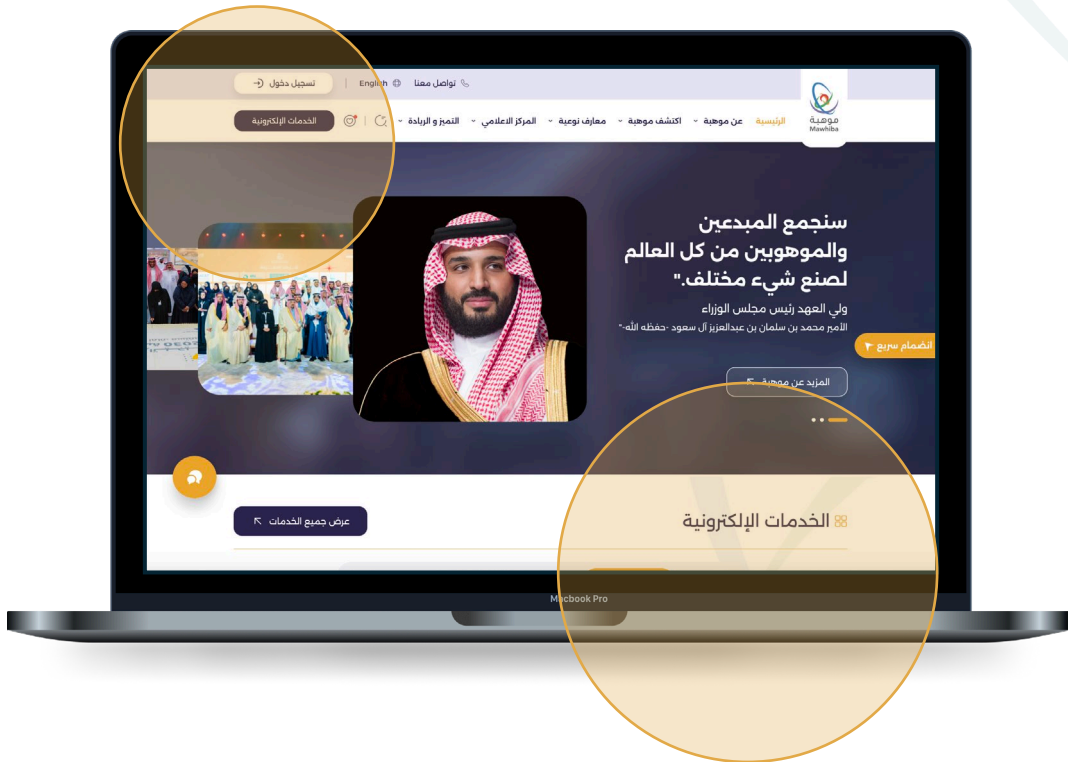 تواصل معنا
English
تسجيل دخول
موهبة
Mawhiba
الرئيسية
عن موهبة
اكتشف موهبة
معارف نوعية
المركز الاعلامي
التميز و الريادة
الخدمات الإلكترونية
سنجمع المبدعين
والموهوبين من كل العالم
لصنع شيء مختلف."
ولي العهد رئيس مجلس الوزراء
الأمير محمد بن سلمان بن عبدالعزيز آل سعود -حفظه الله-"
انضمام سريع
المزيد عن موهبة
الخدمات الإلكترونية
عرض جميع الخدمات
Macbook Pro